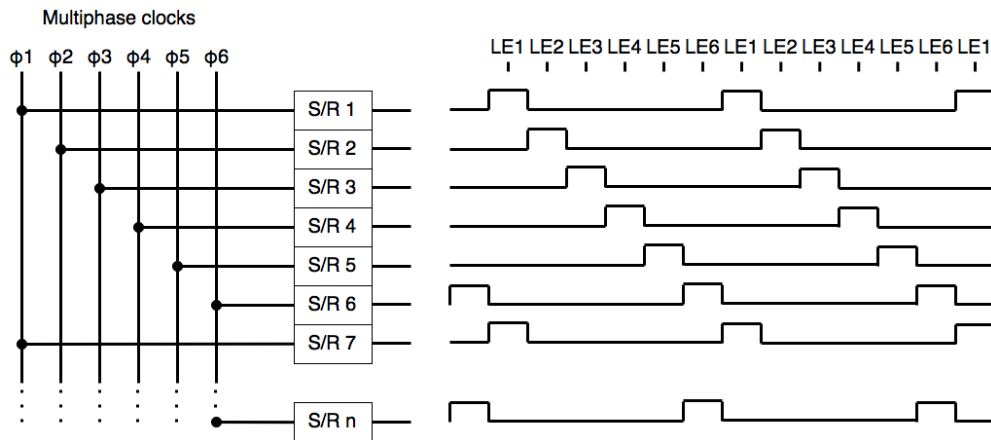 Multiphase clocks
φ1 φ2 φ3 φ4 φ5 φ6
LE1 LE2 LE3 LE4 LE5 LE6 LE1 LE2 LE3 LE4 LE5 LE6 LE1
S/R 1
S/R 2
S/R 3
S/R 4
S/R 5
S/R 6
S/R 7
S/R n